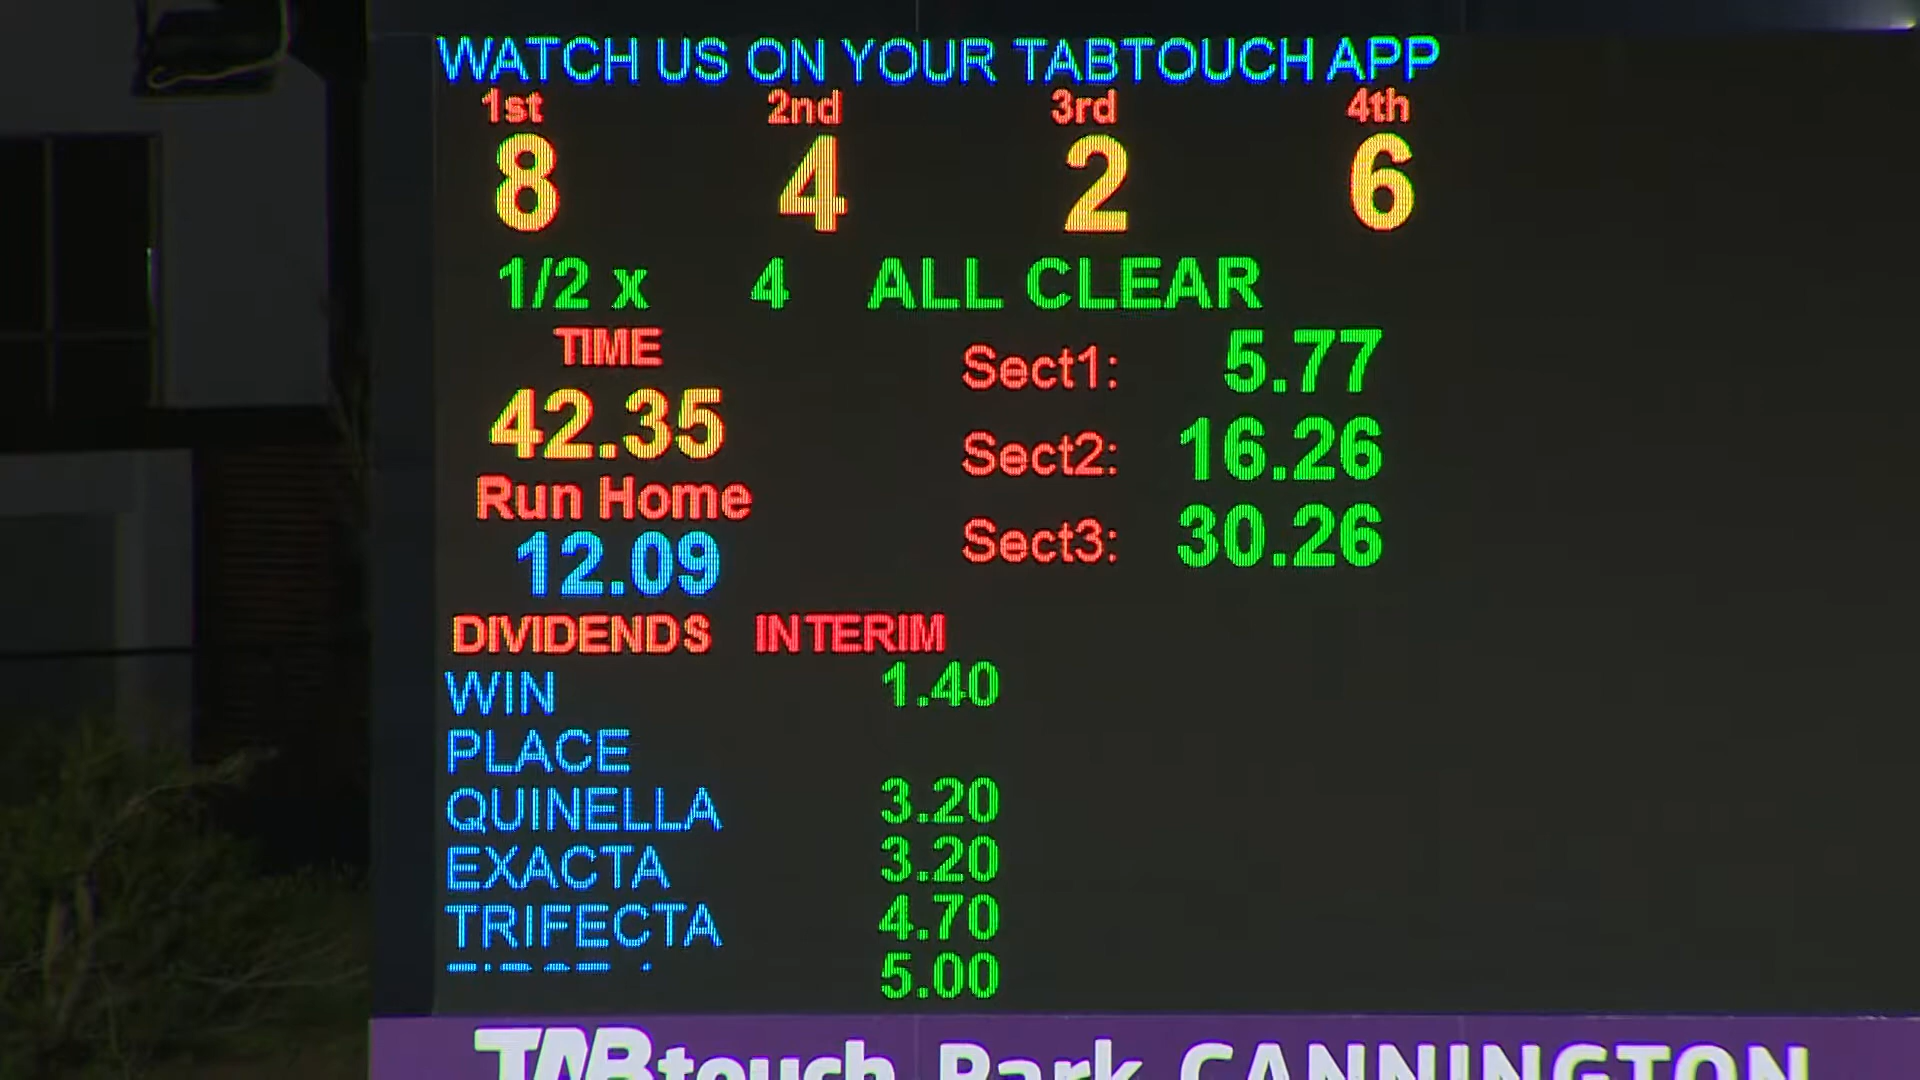 WATCH US ON YOUR TABTOUCH APP
1st 2nd 3rd 4th
8 4 2 6
1/2 x 4 ALL CLEAR
TIME
42.35
Run Home
12.09
Sect1: 5.77
Sect2: 16.26
Sect3: 30.26
DIVIDENDS INTERIM
WIN 1.40
PLACE
QUINELLA 3.20
EXACTA 3.20
TRIFECTA 4.70
5.00
TABtouch Park CANNINGTON